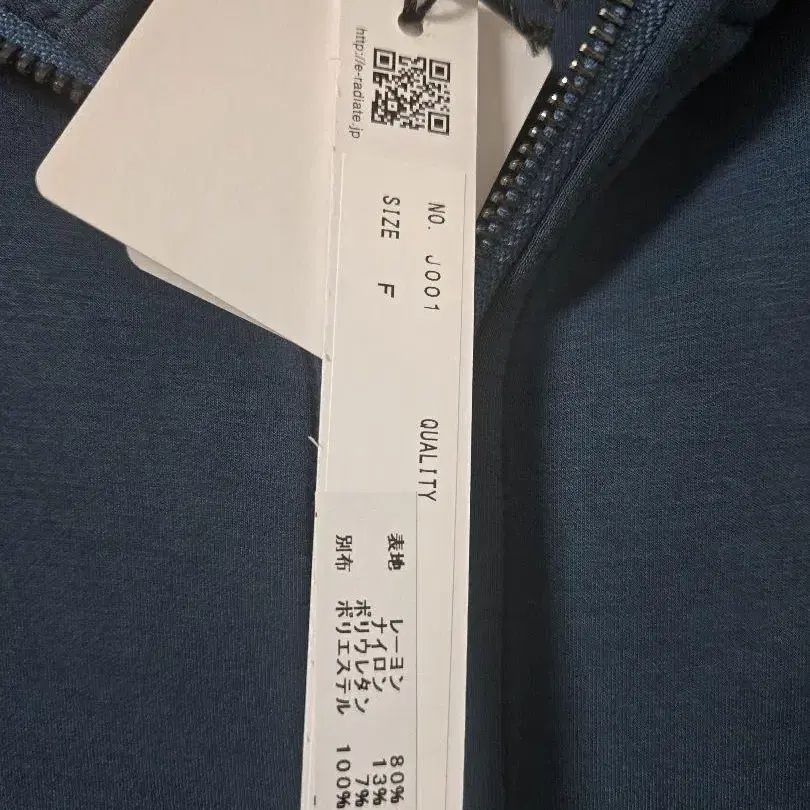 http://e-radiate.jp
NO. J001
SIZE F
QUALITY
表地 レーヨン 80%
ナイロン 13%
ポリウレタン 7%
別布 ポリエステル 100%